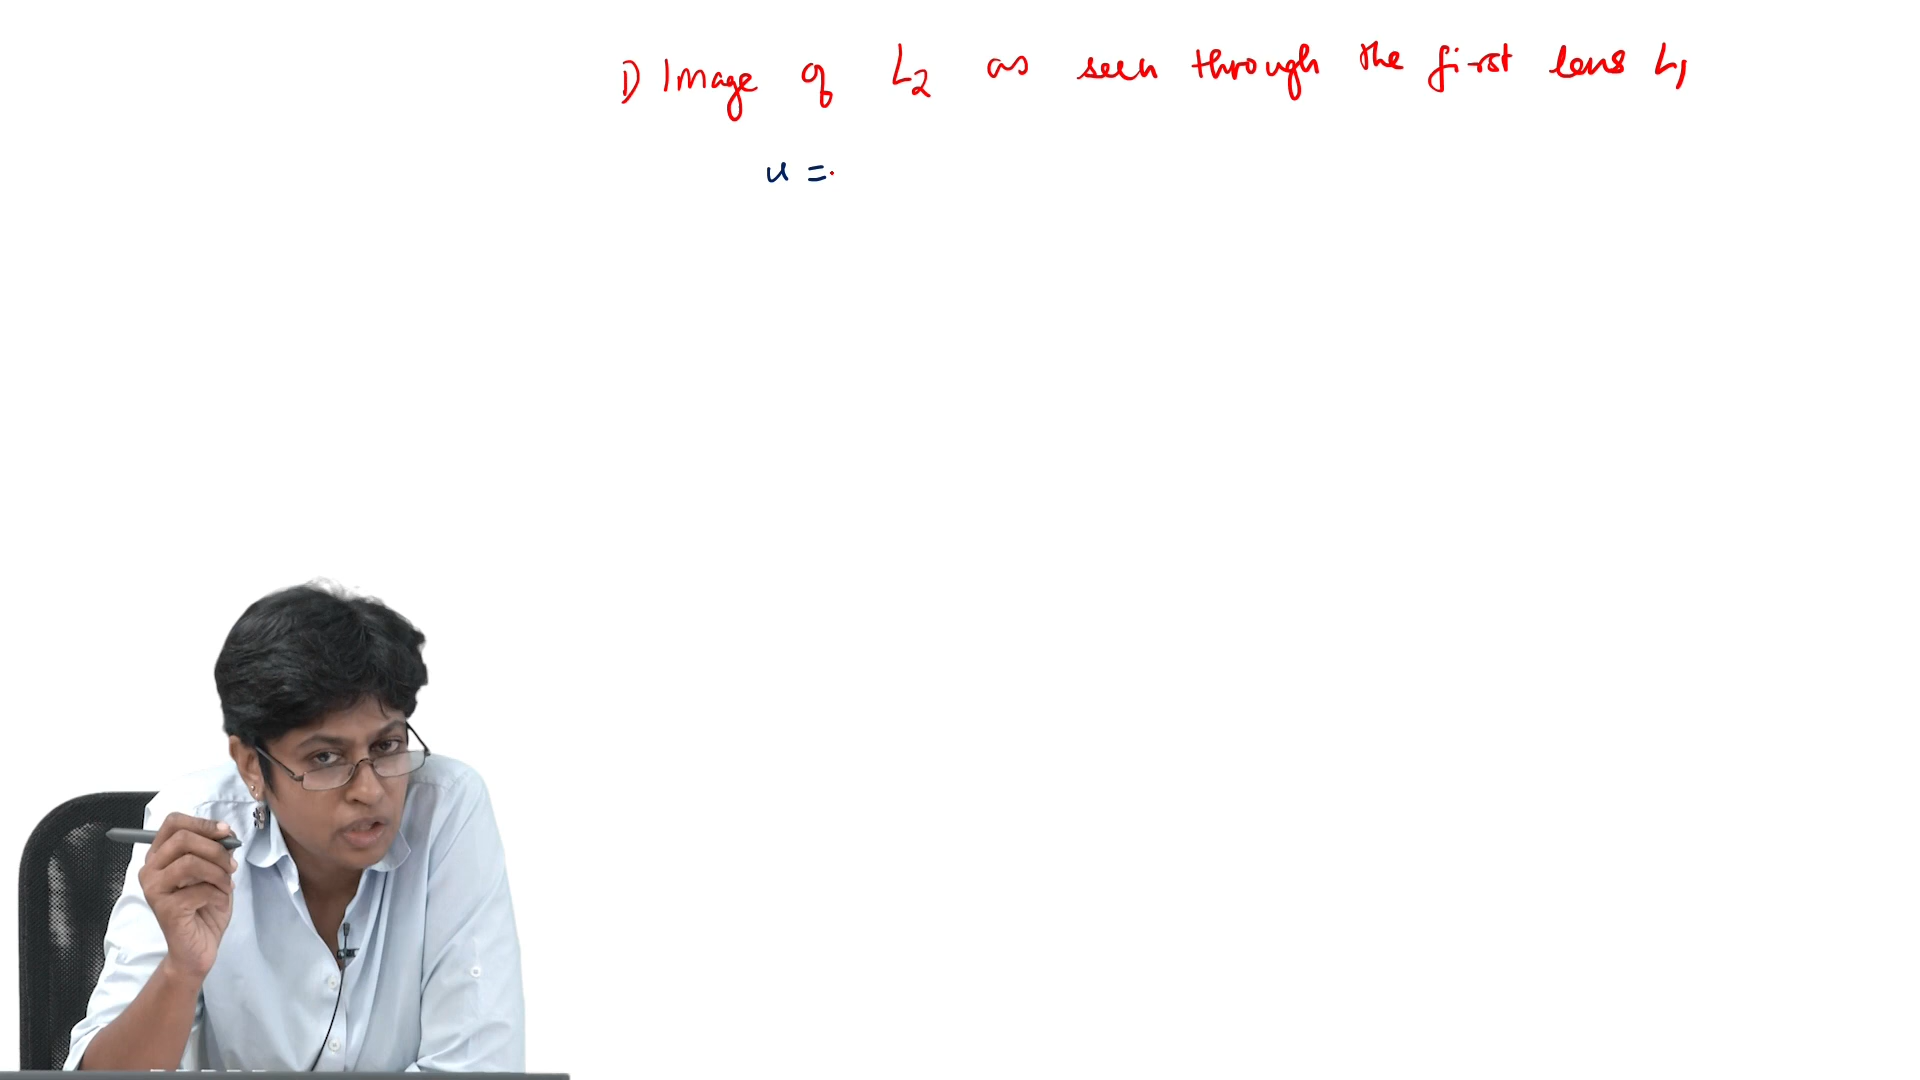 1) Image of L2 as seen through the first lens L1
u =